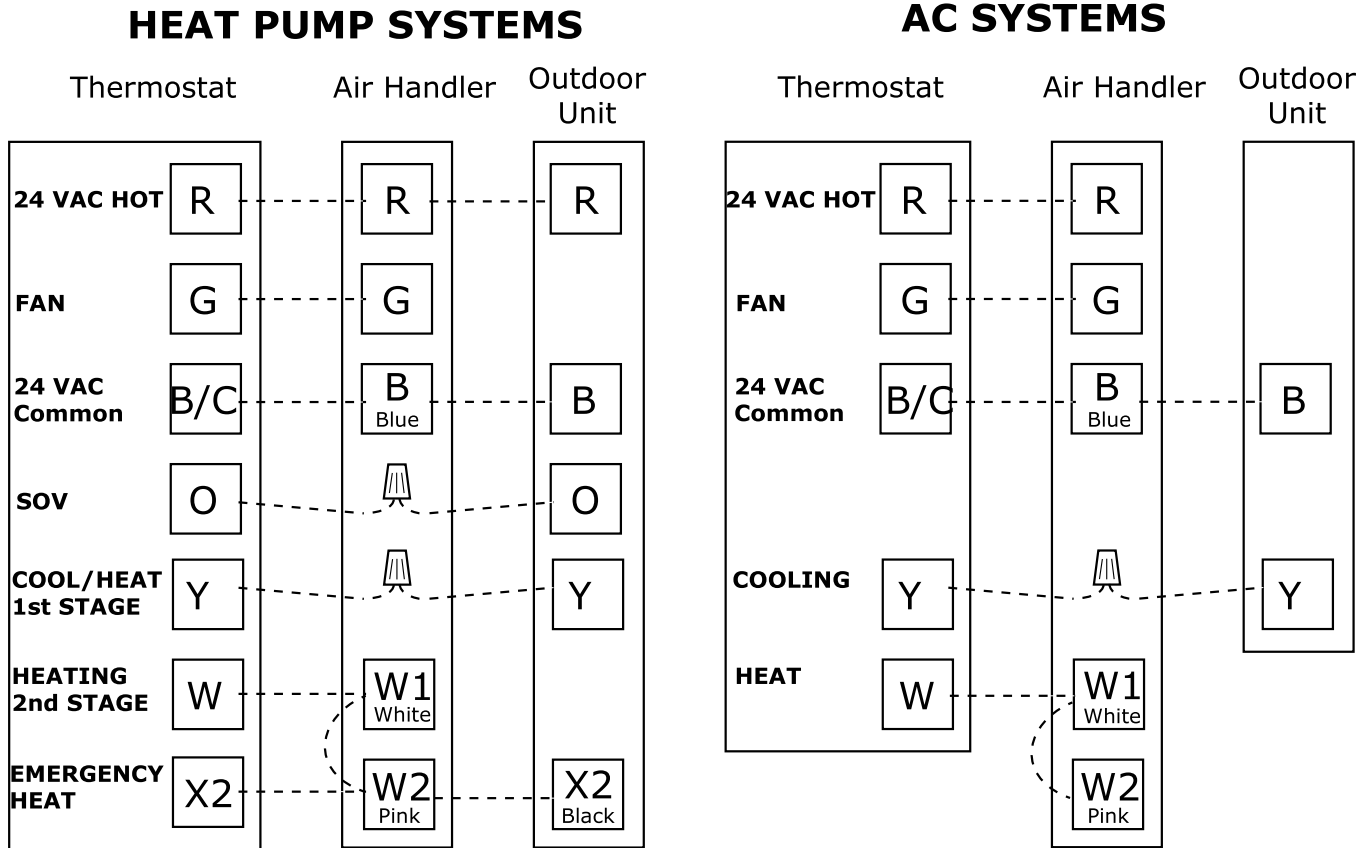 HEAT PUMP SYSTEMS
Thermostat
Air Handler
Outdoor
Unit
24 VAC HOT
R
R
R
FAN
G
G
24 VAC
Common
B/C
B
Blue
B
SOV
O
O
COOL/HEAT
1st STAGE
Y
Y
HEATING
2nd STAGE
W
W1
White
EMERGENCY
HEAT
X2
W2
Pink
X2
Black
AC SYSTEMS
Thermostat
Air Handler
Outdoor
Unit
24 VAC HOT
R
R
FAN
G
G
24 VAC
Common
B/C
B
Blue
B
COOLING
Y
Y
HEAT
W
W1
White
W2
Pink